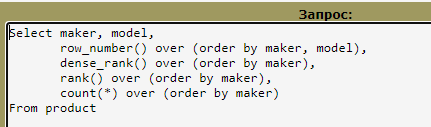 Запрос:
Select maker, model,
       row_number() over (order by maker, model),
       dense_rank() over (order by maker),
       rank() over (order by maker),
       count(*) over (order by maker)
From product